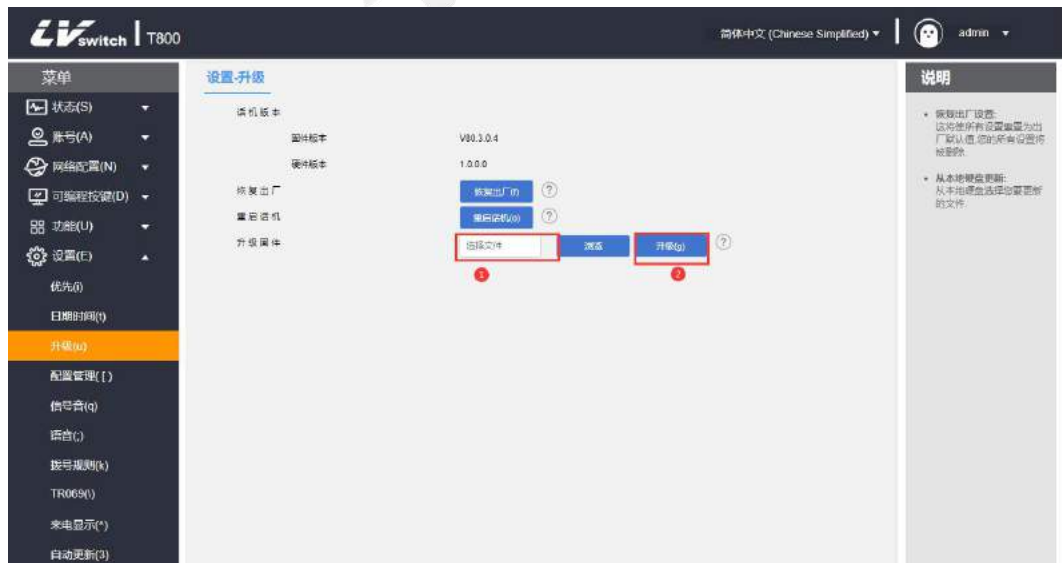 LVswitch T800
简体中文 (Chinese Simplified)
admin
菜单
状态(S)
账号(A)
网络配置(N)
可编程按键(D)
功能(U)
设置(E)
优先(i)
日期时间(t)
升级(u)
配置管理([)
信号音(q)
语音(;)
拨号规则(k)
TR069(\)
来电显示(*)
自动更新(3)
设置-升级
话机版本
固件版本 V80.3.0.4
硬件版本 1.0.0.0
恢复出厂 恢复出厂(f) ?
重启话机 重启话机(o) ?
升级固件 选择文件 浏览 升级(g) ?
1 2
说明
恢复出厂设置:
这将使所有设置重置为出
厂默认值,您的所有设置将
被删除.
从本地硬盘更新:
从本地硬盘选择您要更新
的文件.